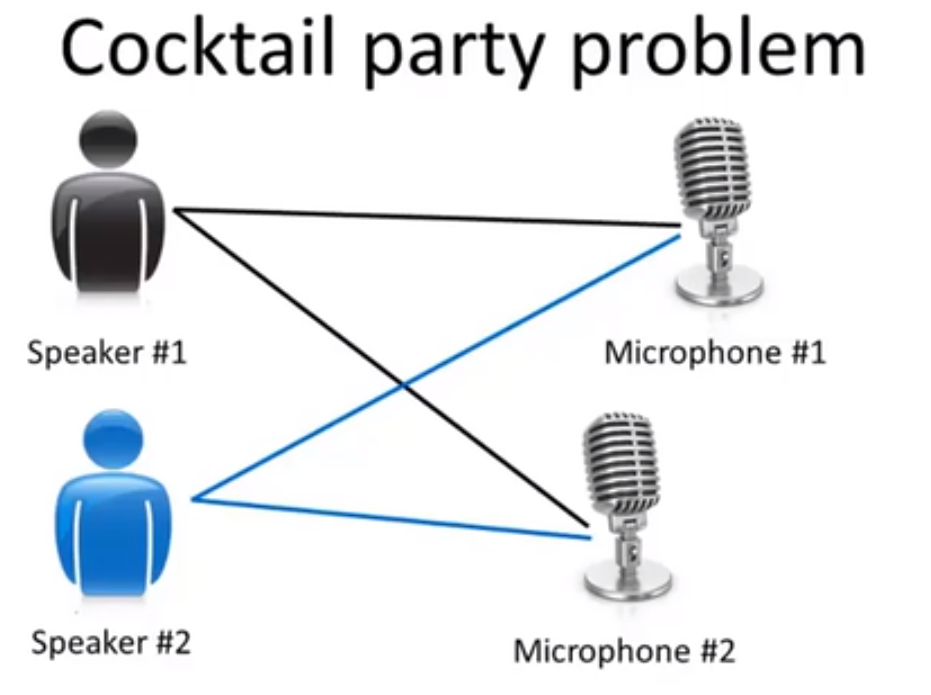 Cocktail party problem
Speaker #1
Microphone #1
Speaker #2
Microphone #2